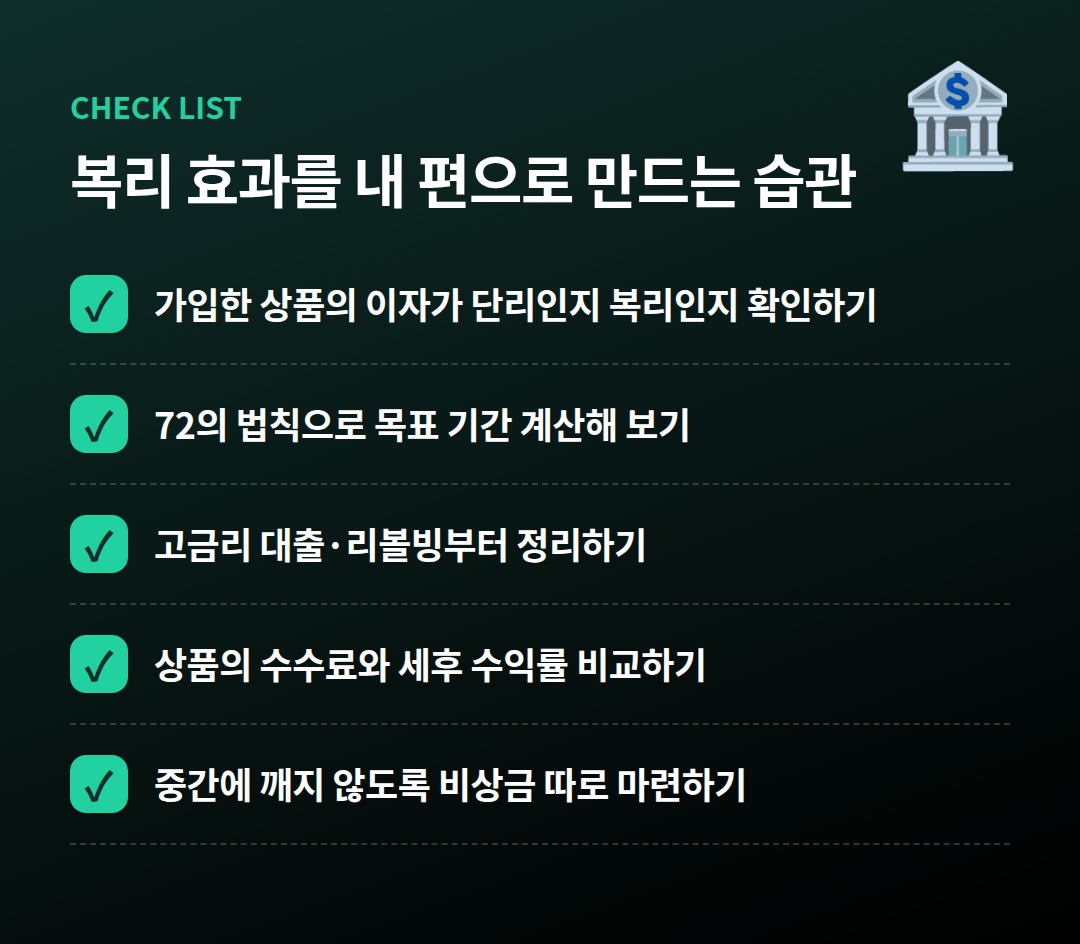 CHECK LIST
복리 효과를 내 편으로 만드는 습관
가입한 상품의 이자가 단리인지 복리인지 확인하기
72의 법칙으로 목표 기간 계산해 보기
고금리 대출·리볼빙부터 정리하기
상품의 수수료와 세후 수익률 비교하기
중간에 깨지 않도록 비상금 따로 마련하기